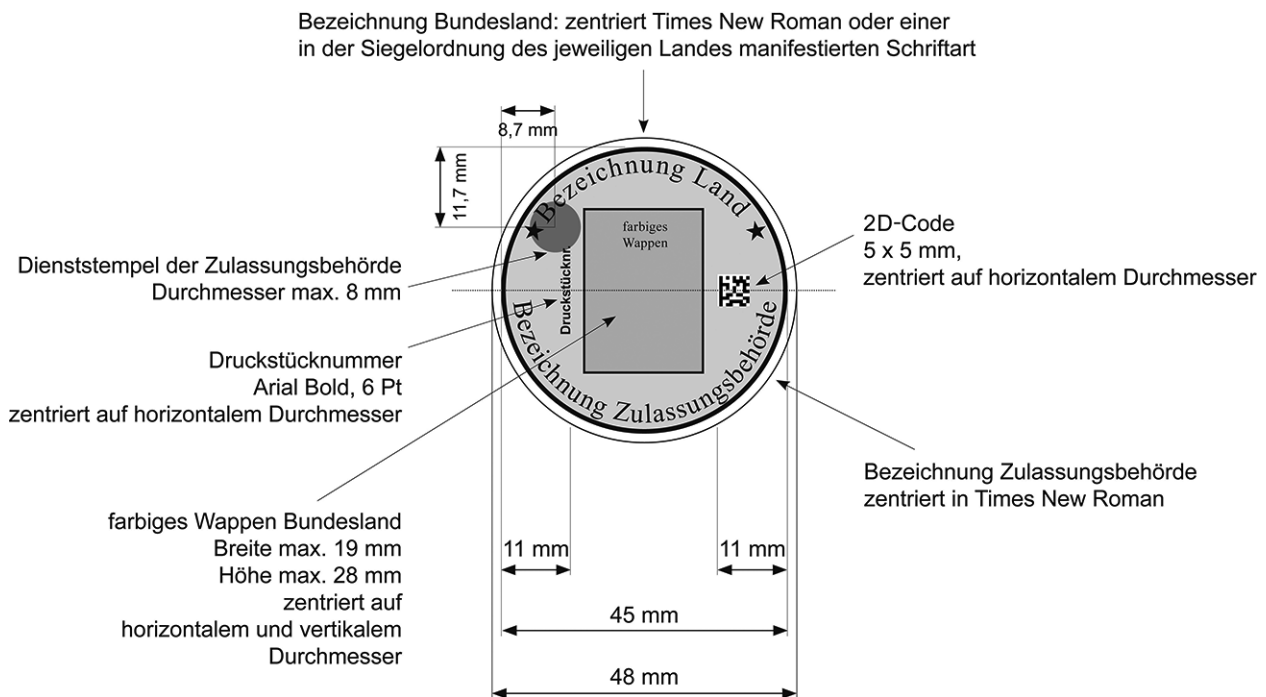 Bezeichnung Bundesland: zentriert Times New Roman oder einer
in der Siegelordnung des jeweiligen Landes manifestierten Schriftart
8,7 mm
11,7 mm
Bezeichnung Land
farbiges
Wappen
Druckstücknr.
Bezeichnung Zulassungsbehörde
2D-Code
5 x 5 mm,
zentriert auf horizontalem Durchmesser
Dienststempel der Zulassungsbehörde
Durchmesser max. 8 mm
Druckstücknummer
Arial Bold, 6 Pt
zentriert auf horizontalem Durchmesser
Bezeichnung Zulassungsbehörde
zentriert in Times New Roman
farbiges Wappen Bundesland
Breite max. 19 mm
Höhe max. 28 mm
zentriert auf
horizontalem und vertikalem
Durchmesser
11 mm
11 mm
45 mm
48 mm